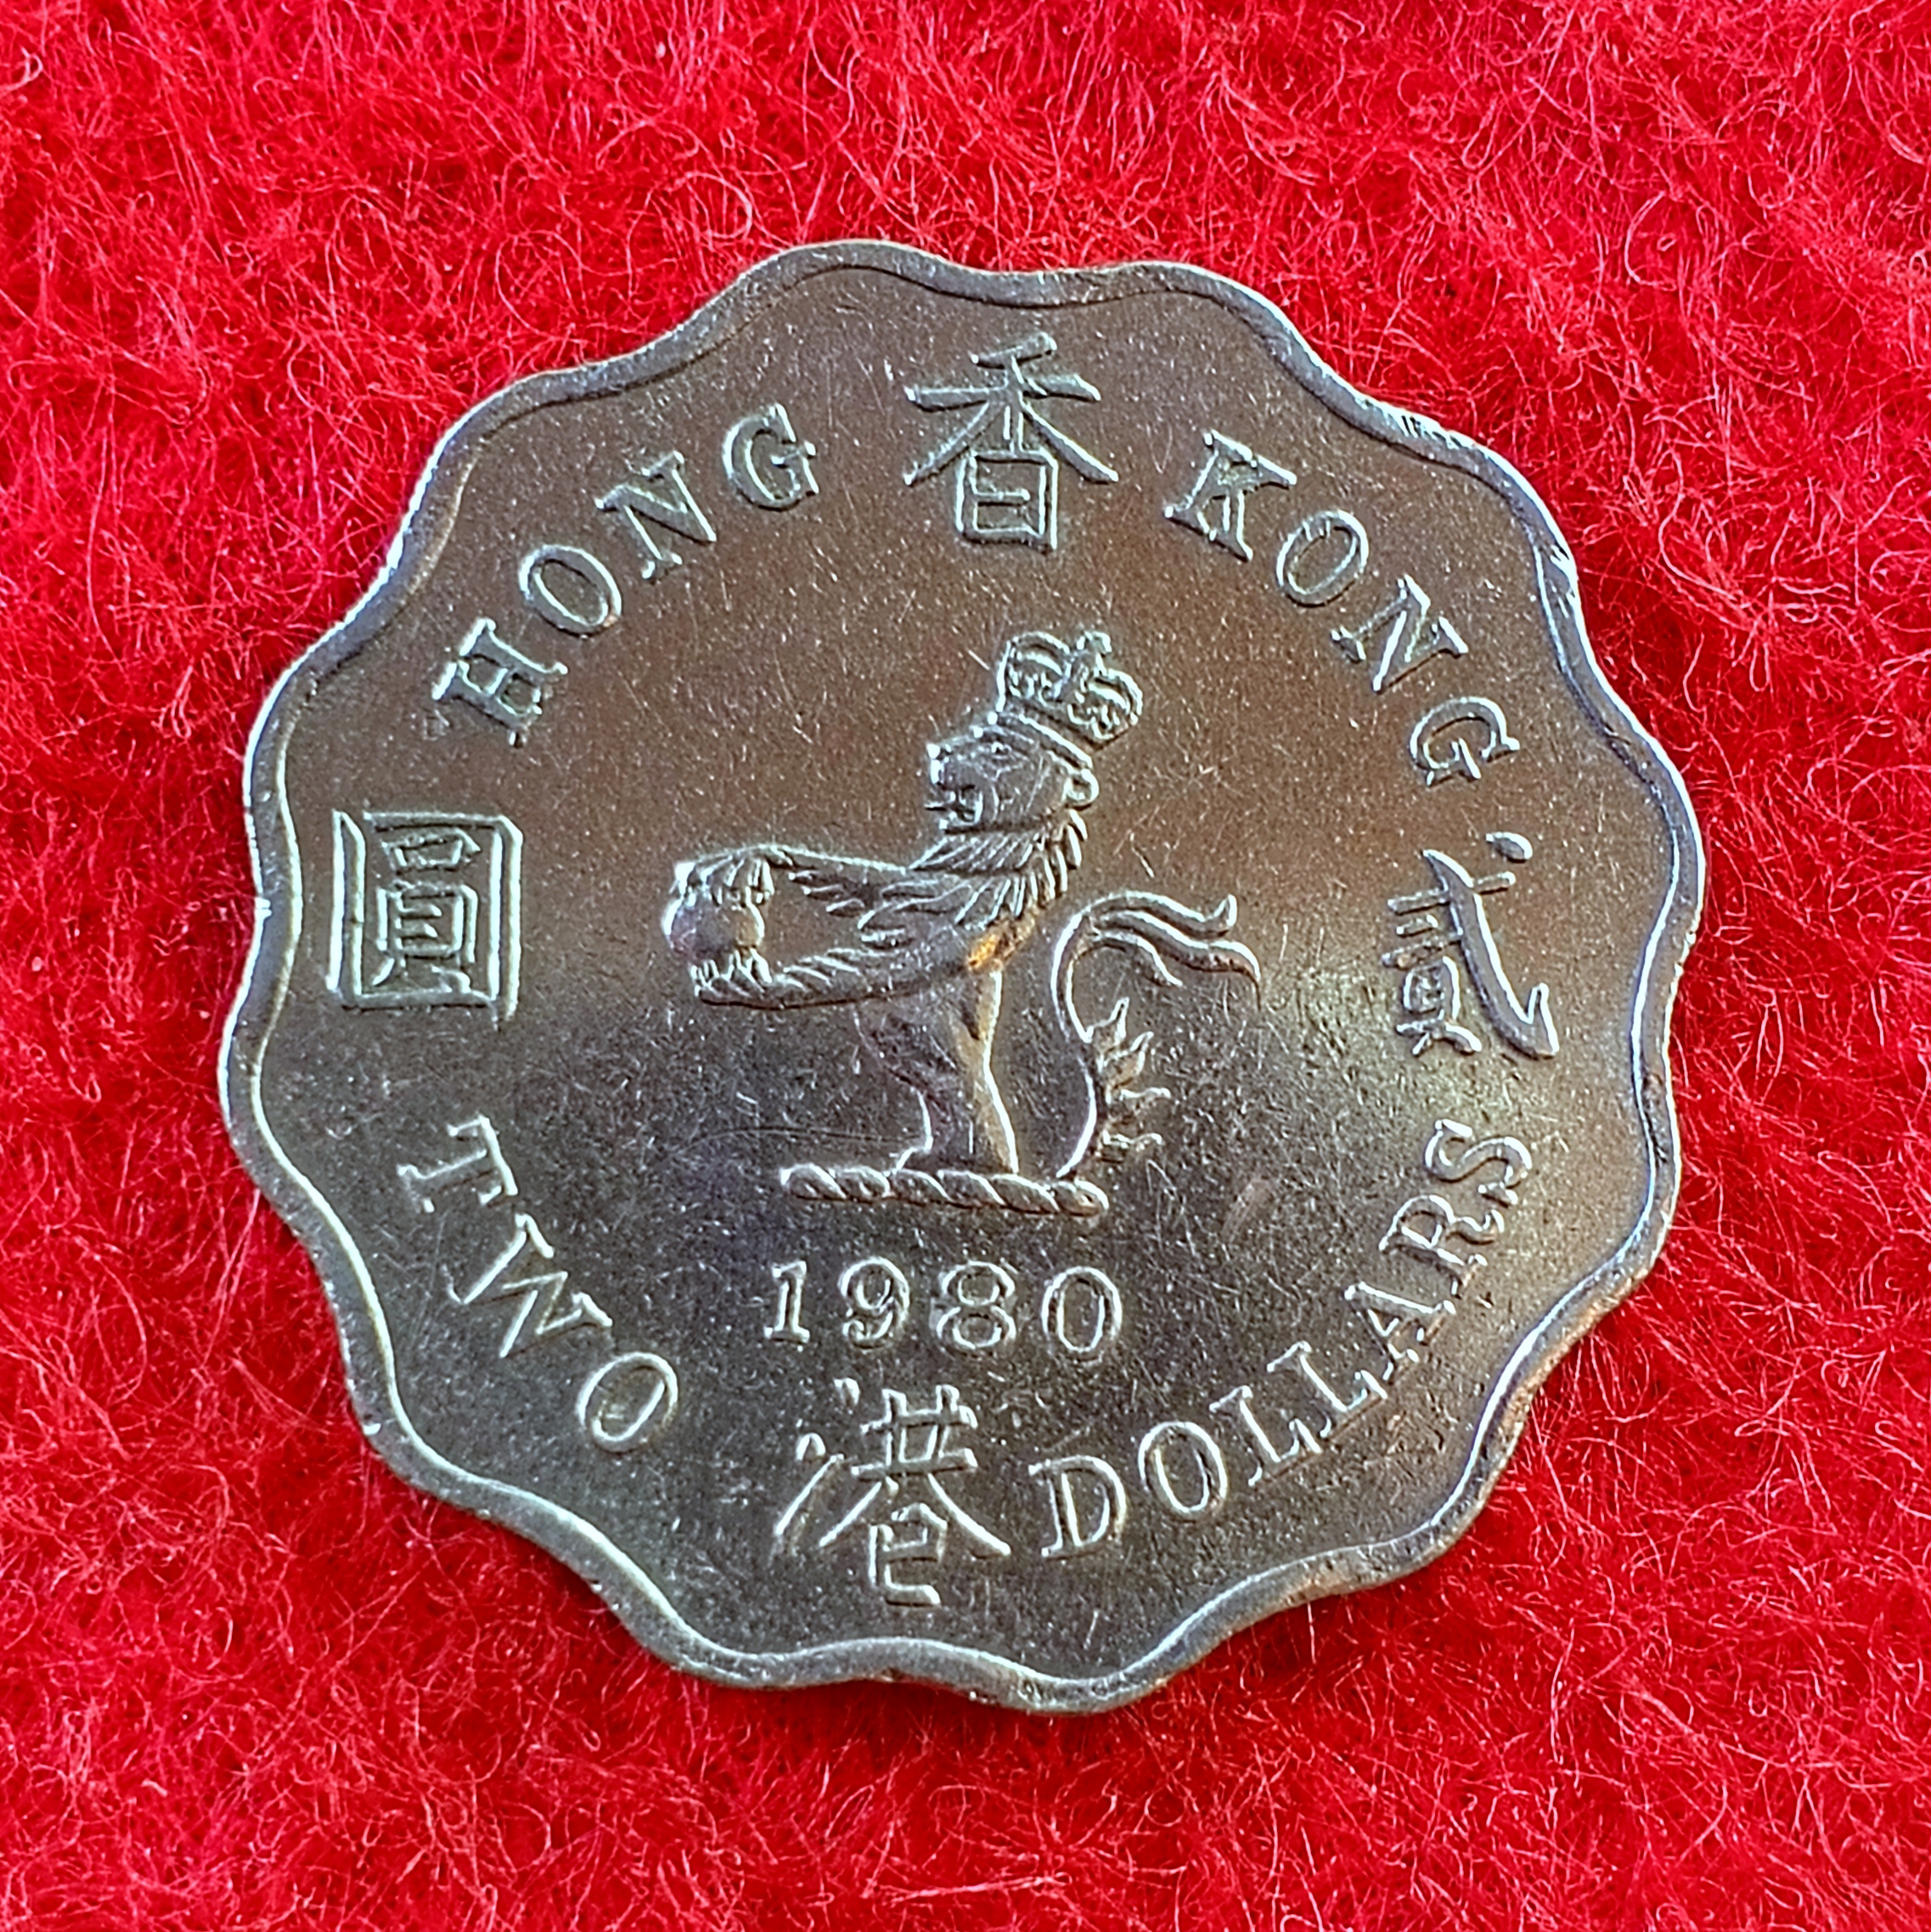 HONG 香 KONG
圓 貳
1980
TWO 港 DOLLARS